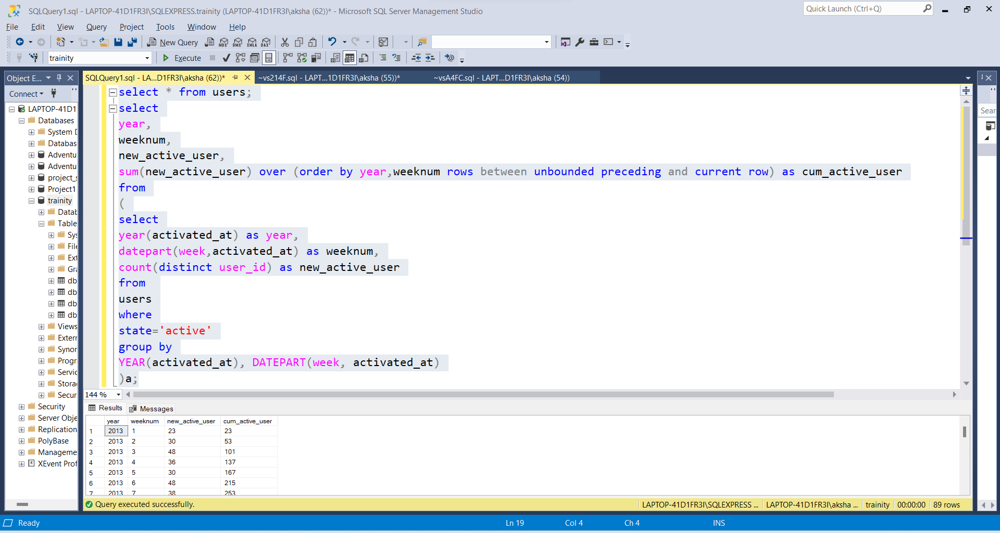 SQLQuery1.sql - LAPTOP-41D1FR3I\SQLEXPRESS.trainity (LAPTOP-41D1FR3I\aksha (62))* - Microsoft SQL Server Management Studio
Quick Launch (Ctrl+Q)
File Edit View Query Project Tools Window Help
New Query MDX DMX XMLA DAX
trainity Execute
Object E...
SQLQuery1.sql - LA...D1FR3I\aksha (62))* ~vs214F.sql - LAPT...1D1FR3I\aksha (55))* ~vsA4FC.sql - LAPT...D1FR3I\aksha (54))
Connect
LAPTOP-41D1
Databases
System D
Databas
Adventu
Adventu
project_s
Project1
trainity
Datab
Table
Sys
File
Ext
Gra
db
db
db
db
Views
Extern
Synor
Progr
Servic
Stora
Secur
Security
Server Obje
Replication
PolyBase
Manageme
XEvent Prof
select * from users;
select
year,
weeknum,
new_active_user,
sum(new_active_user) over (order by year,weeknum rows between unbounded preceding and current row) as cum_active_user
from
(
select
year(activated_at) as year,
datepart(week,activated_at) as weeknum,
count(distinct user_id) as new_active_user
from
users
where
state='active'
group by
YEAR(activated_at), DATEPART(week, activated_at)
)a;
Sear
144 %
Results Messages
year weeknum new_active_user cum_active_user
1 2013 1 23 23
2 2013 2 30 53
3 2013 3 48 101
4 2013 4 36 137
5 2013 5 30 167
6 2013 6 48 215
7 2013 7 38 253
Query executed successfully.
LAPTOP-41D1FR3I\SQLEXPRESS ... LAPTOP-41D1FR3I\aksha ... trainity 00:00:00 89 rows
Ready Ln 19 Col 4 Ch 4 INS